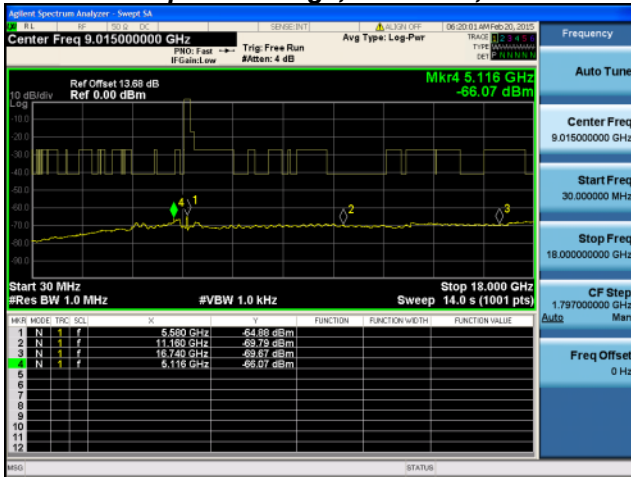 Agilent Spectrum Analyzer - Swept SA
RL RF 50 Ω DC SENSE:INT ALIGN OFF 06:20:01 AM Feb 20, 2015
Center Freq 9.015000000 GHz
PNO: Fast
IFGain:Low
Trig: Free Run
#Atten: 4 dB
Avg Type: Log-Pwr
TRACE 1 2 3 4 5 6
TYPE
DET P N N N N N
Frequency
Auto Tune
Mkr4 5.116 GHz
-66.07 dBm
Ref Offset 13.68 dB
10 dB/div Ref 0.00 dBm
Log
-10.0
-20.0
-30.0
-40.0
-50.0
-60.0
-70.0
-80.0
-90.0
4 1 2 3
Center Freq
9.015000000 GHz
Start Freq
30.000000 MHz
Stop Freq
18.000000000 GHz
Start 30 MHz Stop 18.000 GHz
#Res BW 1.0 MHz #VBW 1.0 kHz Sweep 14.0 s (1001 pts)
CF Step
1.797000000 GHz
Auto Man
Freq Offset
0 Hz
MKR MODE TRC SCL X Y FUNCTION FUNCTION WIDTH FUNCTION VALUE
1 N 1 f 5.580 GHz -64.88 dBm
2 N 1 f 11.160 GHz -69.79 dBm
3 N 1 f 16.740 GHz -69.67 dBm
4 N 1 f 5.116 GHz -66.07 dBm
5
6
7
8
9
10
11
12
MSG STATUS